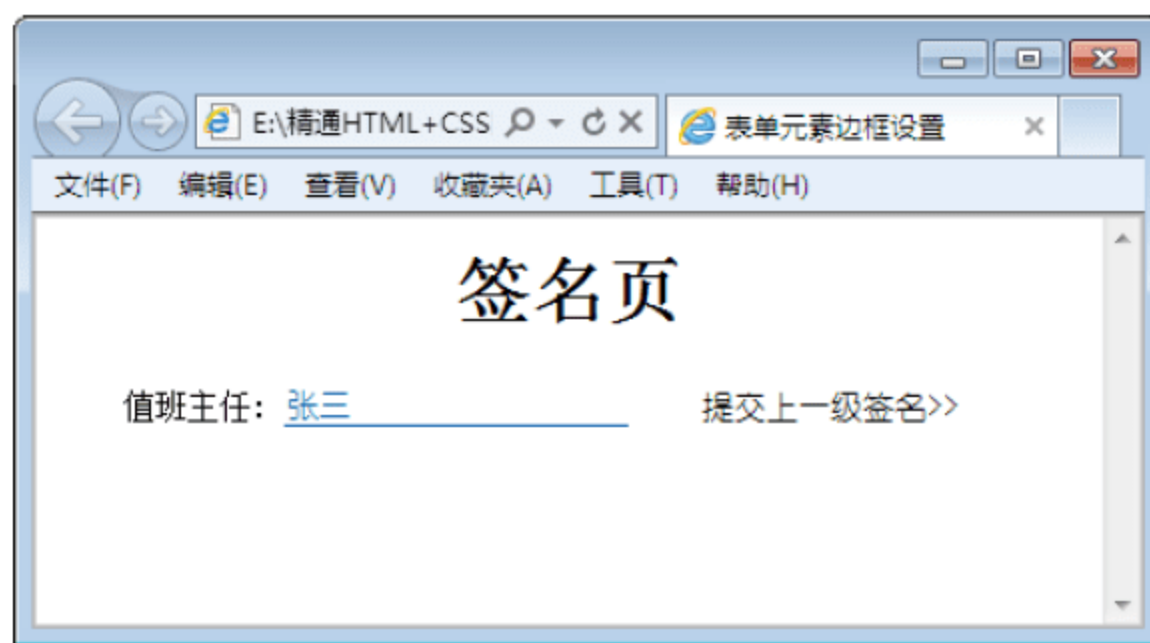 E:\精通HTML+CSS
表单元素边框设置
文件(F) 编辑(E) 查看(V) 收藏夹(A) 工具(T) 帮助(H)
签名页
值班主任：张三 提交上一级签名>>